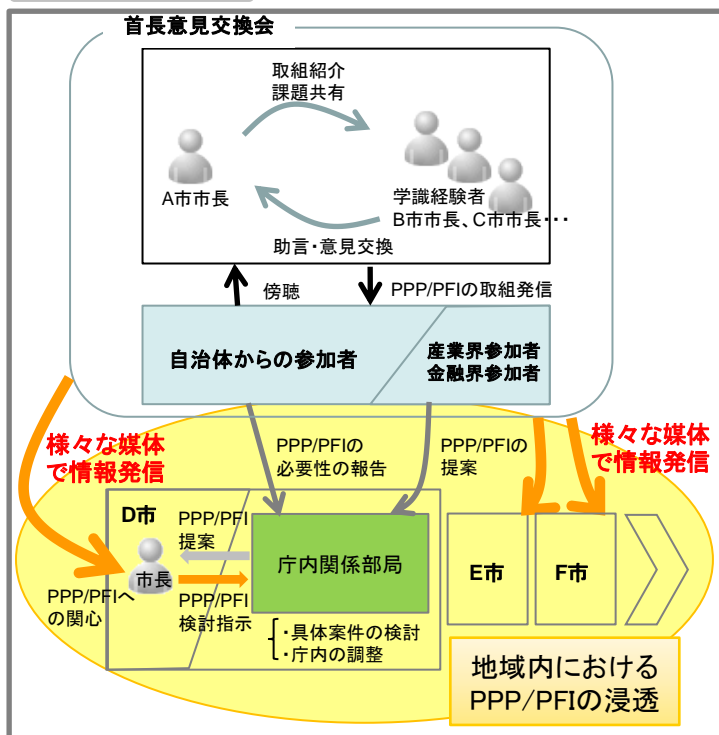 首長意見交換会
取組紹介
課題共有
A市市長
学識経験者
B市市長、C市市長・・・
助言・意見交換
傍聴
PPP/PFIの取組発信
自治体からの参加者
産業界参加者
金融界参加者
様々な媒体
で情報発信
PPP/PFIの
必要性の報告
PPP/PFIの
提案
様々な媒体
で情報発信
D市
PPP/PFI
提案
市長
PPP/PFIへ
の関心
PPP/PFI
検討指示
庁内関係部局
・具体案件の検討
・庁内の調整
E市
F市
地域内における
PPP/PFIの浸透